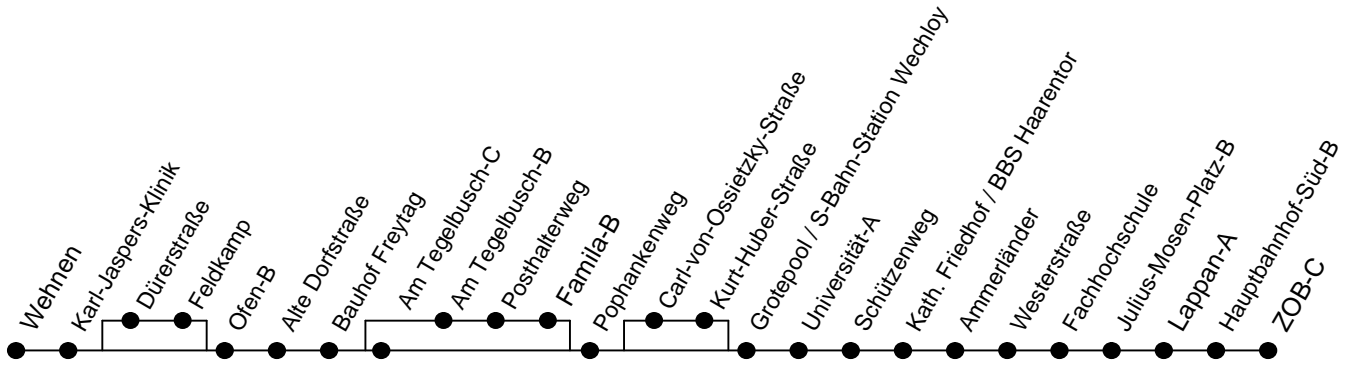 Wehnen
Karl-Jaspers-Klinik
Dürerstraße
Feldkamp
Ofen-B
Alte Dorfstraße
Bauhof Freytag
Am Tegelbusch-C
Am Tegelbusch-B
Posthalterweg
Famila-B
Pophankenweg
Carl-von-Ossietzky-Straße
Kurt-Huber-Straße
Grotepool / S-Bahn-Station Wechloy
Universität-A
Schützenweg
Kath. Friedhof / BBS Haarentor
Ammerländer
Westerstraße
Fachhochschule
Julius-Mosen-Platz-B
Lappan-A
Hauptbahnhof-Süd-B
ZOB-C